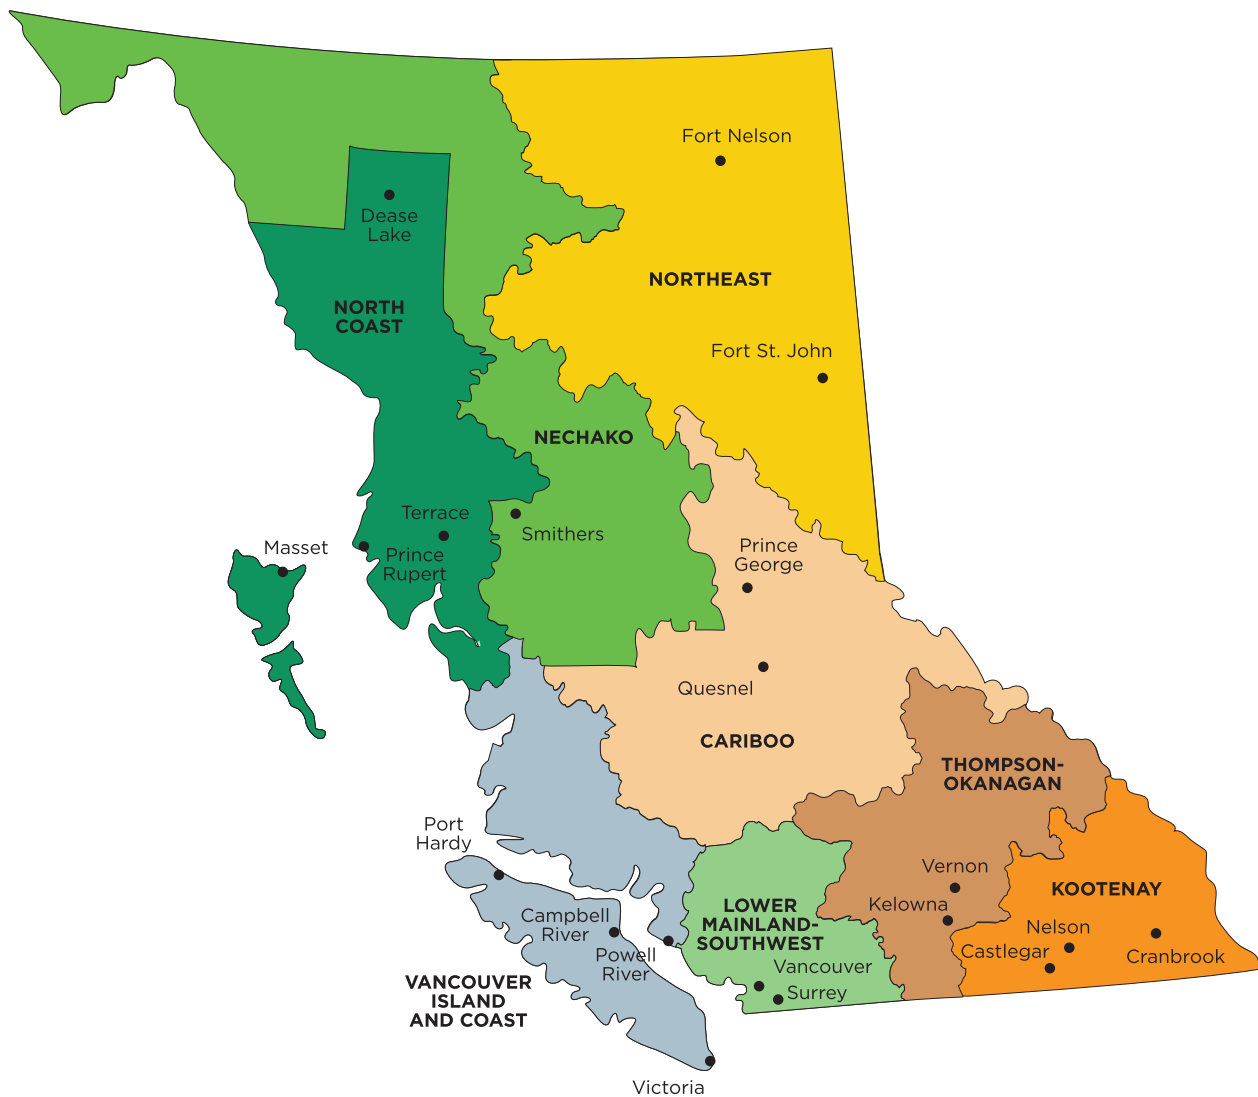 Fort Nelson
Dease
Lake
NORTHEAST
NORTH
COAST
Fort St. John
NECHAKO
Terrace
Smithers
Masset
Prince
Rupert
Prince
George
Quesnel
CARIBOO
THOMPSON-
OKANAGAN
Port
Hardy
Vernon
KOOTENAY
Kelowna
LOWER
MAINLAND-
SOUTHWEST
Campbell
River
Nelson
Castlegar
Cranbrook
Powell
River
Vancouver
Surrey
VANCOUVER
ISLAND
AND COAST
Victoria